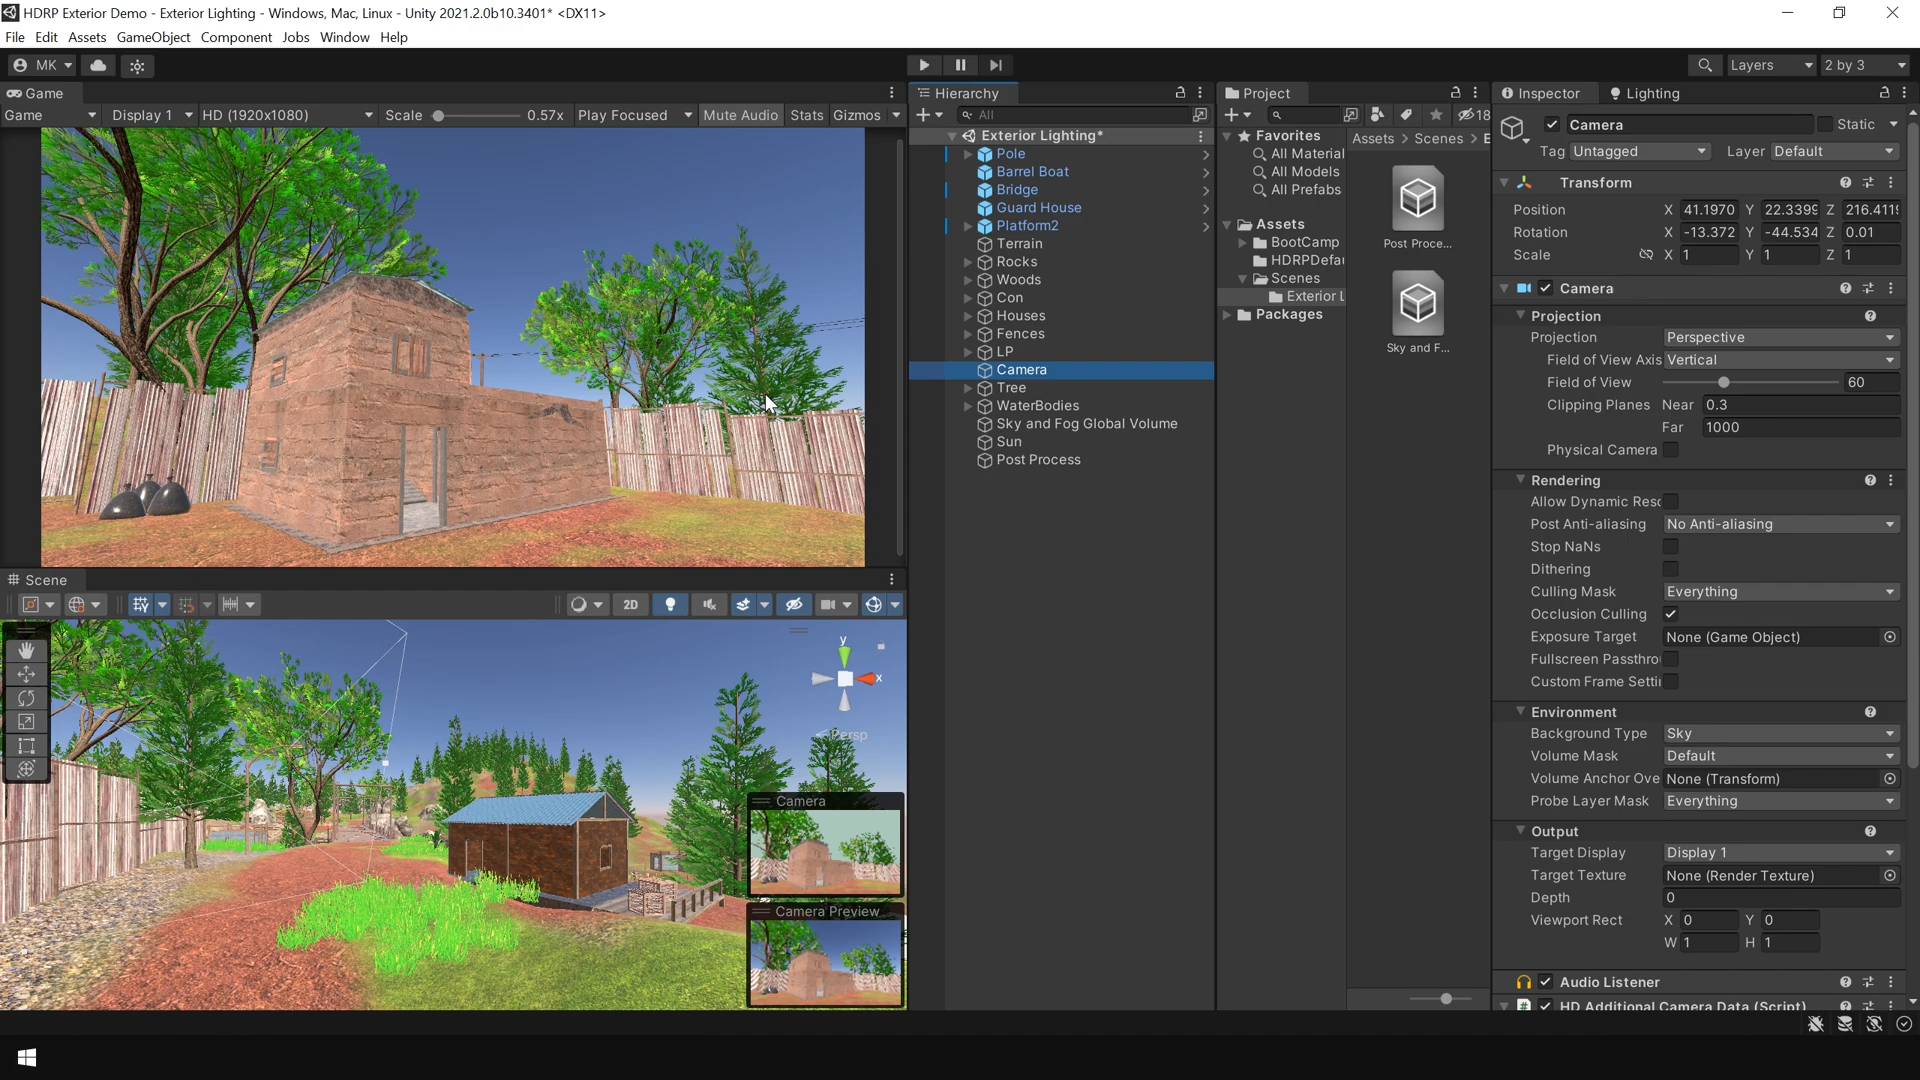 HDRP Exterior Demo - Exterior Lighting - Windows, Mac, Linux - Unity 2021.2.0b10.3401* <DX11>
File Edit Assets GameObject Component Jobs Window Help
MK
Layers
2 by 3
Game
Game
Display 1
HD (1920x1080)
Scale
0.57x
Play Focused
Mute Audio
Stats
Gizmos
Scene
2D
y
x
Persp
Camera
Camera Preview
Hierarchy
All
Exterior Lighting*
Pole
Barrel Boat
Bridge
Guard House
Platform2
Terrain
Rocks
Woods
Con
Houses
Fences
LP
Camera
Tree
WaterBodies
Sky and Fog Global Volume
Sun
Post Process
Project
18
Favorites
All Material
All Models
All Prefabs
Assets
BootCamp
HDRPDefau
Scenes
Exterior L
Packages
Assets > Scenes > E
Post Proce...
Sky and F...
Inspector
Lighting
Camera
Static
Tag Untagged Layer Default
Transform
Position X 41.1970 Y 22.3399 Z 216.4119
Rotation X -13.372 Y -44.534 Z 0.01
Scale X 1 Y 1 Z 1
Camera
Projection
Projection Perspective
Field of View Axis Vertical
Field of View 60
Clipping Planes Near 0.3
Far 1000
Physical Camera
Rendering
Allow Dynamic Reso
Post Anti-aliasing No Anti-aliasing
Stop NaNs
Dithering
Culling Mask Everything
Occlusion Culling
Exposure Target None (Game Object)
Fullscreen Passthro
Custom Frame Setti
Environment
Background Type Sky
Volume Mask Default
Volume Anchor Ove None (Transform)
Probe Layer Mask Everything
Output
Target Display Display 1
Target Texture None (Render Texture)
Depth 0
Viewport Rect X 0 Y 0
W 1 H 1
Audio Listener
# HD Additional Camera Data (Script)